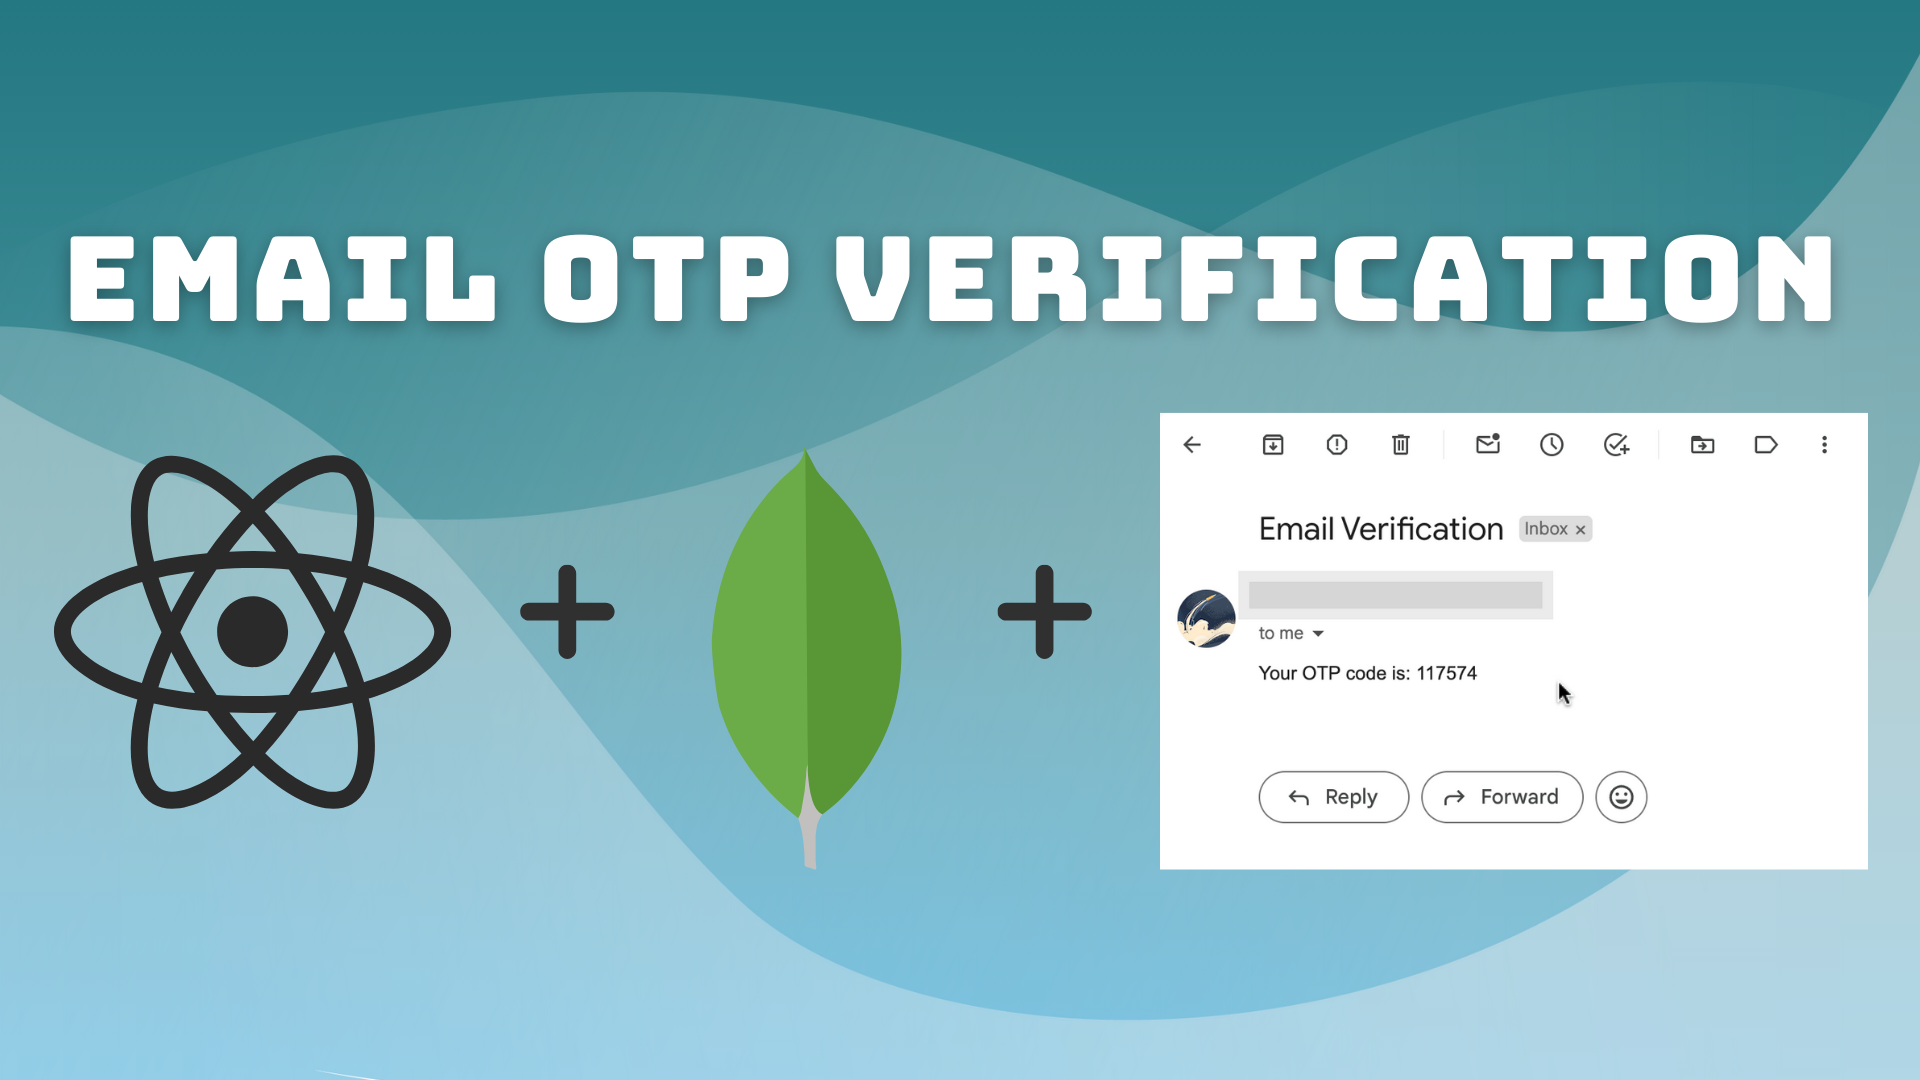 EMAIL OTP VERIFICATION
Email Verification Inbox x
to me
Your OTP code is: 117574
Reply Forward